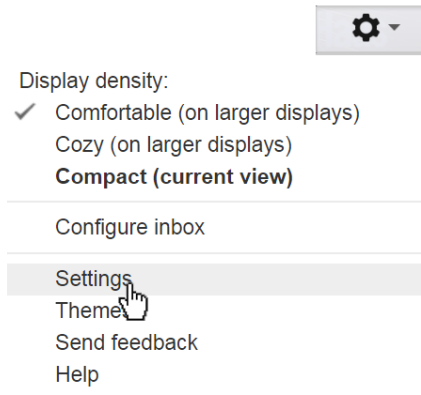 Display density:
Comfortable (on larger displays)
Cozy (on larger displays)
Compact (current view)
Configure inbox
Settings
Themes
Send feedback
Help